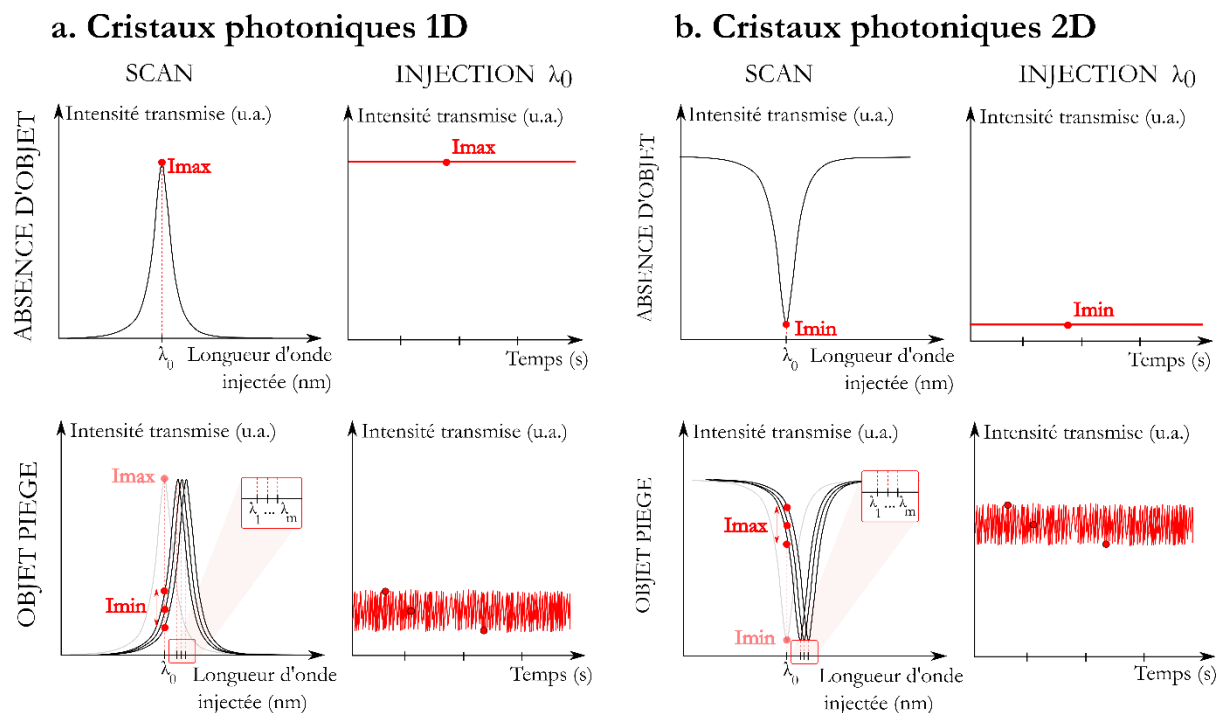 a. Cristaux photoniques 1D
SCAN
INJECTION λ0
ABSENCE D'OBJET
Intensité transmise (u.a.)
Imax
λ0
Longueur d'onde
injectée (nm)
Intensité transmise (u.a.)
Imax
Temps (s)
OBJET PIEGE
Intensité transmise (u.a.)
Imax
λ1 ... λm
Imin
λ0
Longueur d'onde
injectée (nm)
Intensité transmise (u.a.)
Temps (s)
b. Cristaux photoniques 2D
SCAN
INJECTION λ0
ABSENCE D'OBJET
Intensité transmise (u.a.)
Imin
λ0
Longueur d'onde
injectée (nm)
Intensité transmise (u.a.)
Imin
Temps (s)
OBJET PIEGE
Intensité transmise (u.a.)
λ1 ... λm
Imax
Imin
λ0
Longueur d'onde
injectée (nm)
Intensité transmise (u.a.)
Temps (s)